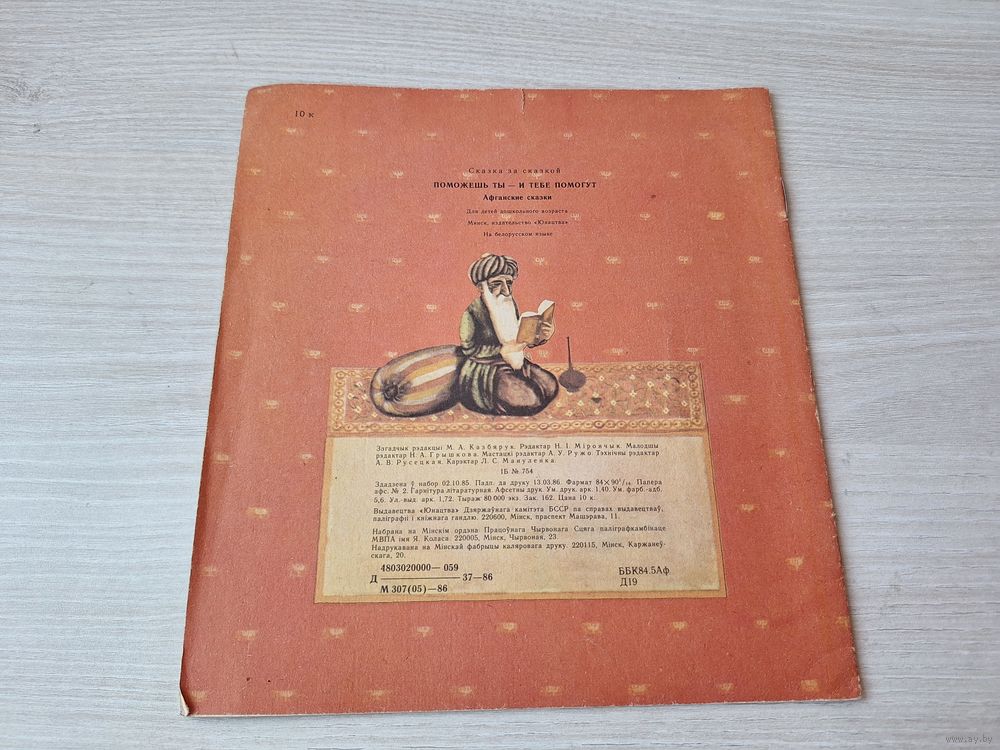 10 к
Сказка за сказкой
ПОМОЖЕШЬ ТЫ — И ТЕБЕ ПОМОГУТ
Афганские сказки
Для детей дошкольного возраста
Минск, издательство «Юнацтва»
На белорусском языке
Загадчык рэдакцыі М. А. Казбярук. Рэдактар Н. І. Мірончык. Малодшы
рэдактар Н. А. Грышкова. Мастацкі рэдактар А. У. Ружо. Тэхнічны рэдактар
А. В. Русецкая. Карэктар Л. С. Мануленка.
ІБ № 754
Здадзена ў набор 02.10.85. Падп. да друку 13.03.86. Фармат 84×90¹/₁₆. Папера
афс. № 2. Гарнітура літаратурная. Афсетны друк. Ум. друк. арк. 1,40. Ум. фарб.-адб.
5,6. Ул.-выд. арк. 1,72. Тыраж 80 000 экз. Зак. 162. Цана 10 к.
Выдавецтва «Юнацтва» Дзяржаўнага камітэта БССР па справах выдавецтваў,
паліграфіі і кніжнага гандлю. 220600, Мінск, праспект Машэрава, 11.
Набрана на Мінскім ордэна Працоўнага Чырвонага Сцяга паліграфкамбінаце
МВПА імя Я. Коласа. 220005, Мінск, Чырвоная, 23.
Надрукавана на Мінскай фабрыцы каляровага друку. 220115, Мінск, Каржанеў-
скага, 20.
4803020000—059
Д 37—86
М 307(05)—86
ББК84.5Аф
Д19
www.ay.by